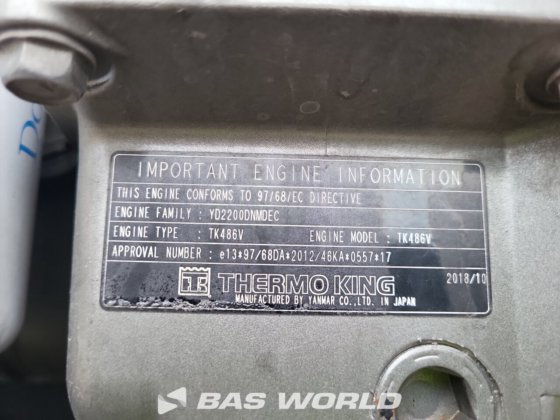 IMPORTANT ENGINE INFORMATION
THIS ENGINE CONFORMS TO 97/68/EC DIRECTIVE
ENGINE FAMILY : YD2200DNMDEC
ENGINE TYPE : TK486V ENGINE MODEL : TK486V
APPROVAL NUMBER : e13*97/68DA*2012/46KA*0557*17
THERMO KING 2018/10
MANUFACTURED BY YANMAR CO.,LTD. IN JAPAN
BAS WORLD